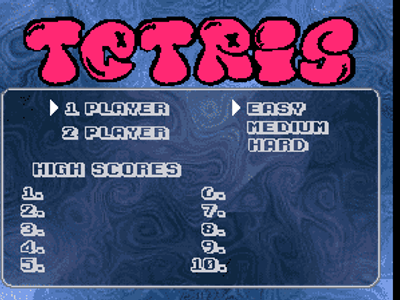 TETRIS
1 PLAYER
2 PLAYER
EASY
MEDIUM
HARD
HIGH SCORES
1.
2.
3.
4.
5.
6.
7.
8.
9.
10.